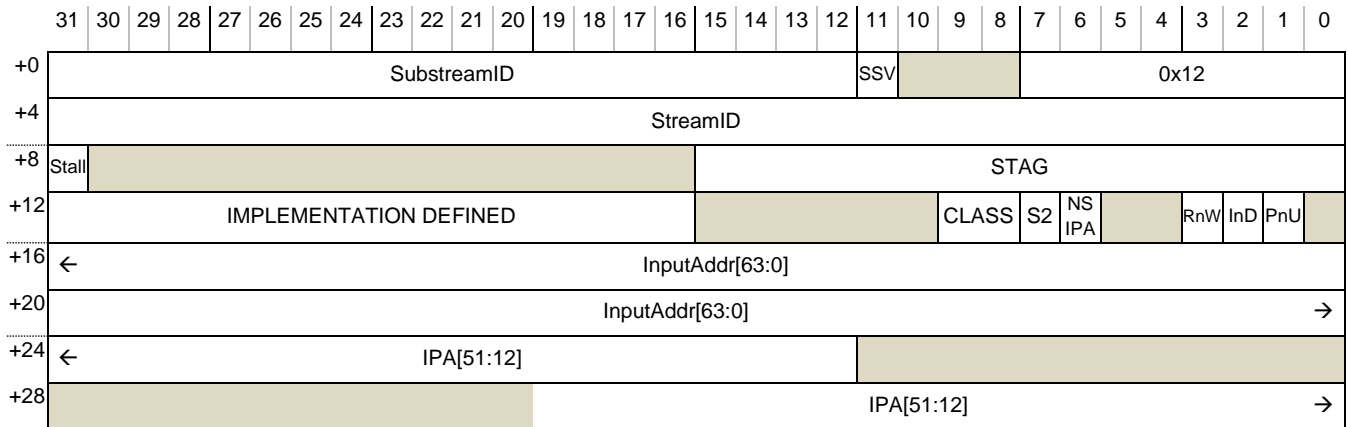 31 30 29 28 27 26 25 24 23 22 21 20 19 18 17 16 15 14 13 12 11 10 9 8 7 6 5 4 3 2 1 0
+0 SubstreamID SSV 0x12
+4 StreamID
+8 Stall STAG
+12 IMPLEMENTATION DEFINED CLASS S2 NS IPA RnW InD PnU
+16 ← InputAddr[63:0]
+20 InputAddr[63:0] →
+24 ← IPA[51:12]
+28 IPA[51:12] →